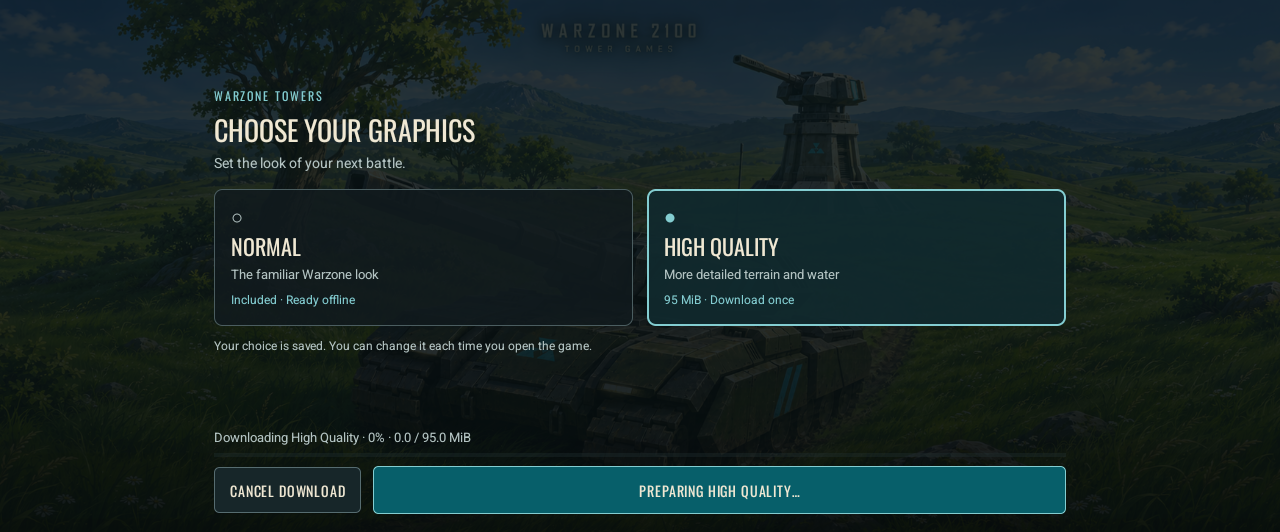 WARZONE 2100
TOWER GAMES
WARZONE TOWERS
CHOOSE YOUR GRAPHICS
Set the look of your next battle.
NORMAL
The familiar Warzone look
Included · Ready offline
HIGH QUALITY
More detailed terrain and water
95 MiB · Download once
Your choice is saved. You can change it each time you open the game.
Downloading High Quality · 0% · 0.0 / 95.0 MiB
CANCEL DOWNLOAD
PREPARING HIGH QUALITY…